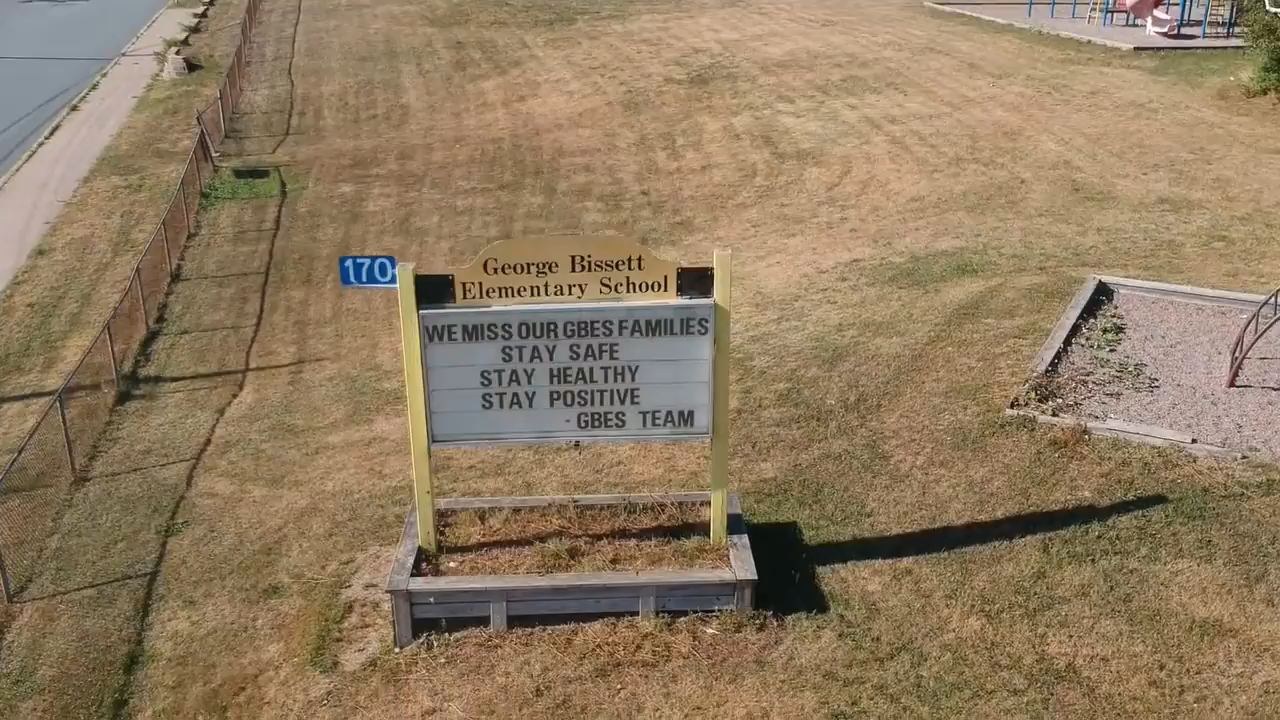 170
George Bissett
Elementary School
WE MISS OUR GBES FAMILIES
STAY SAFE
STAY HEALTHY
STAY POSITIVE
- GBES TEAM